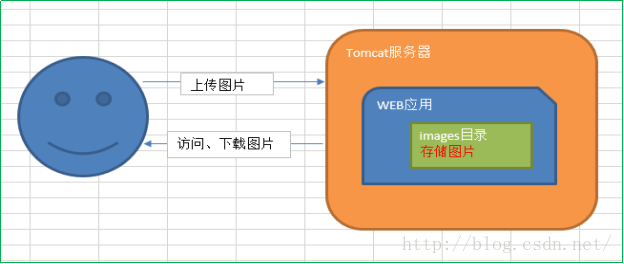 Tomcat服务器
上传图片
WEB应用
images目录
存储图片
访问、下载图片
http://blog.csdn.net/